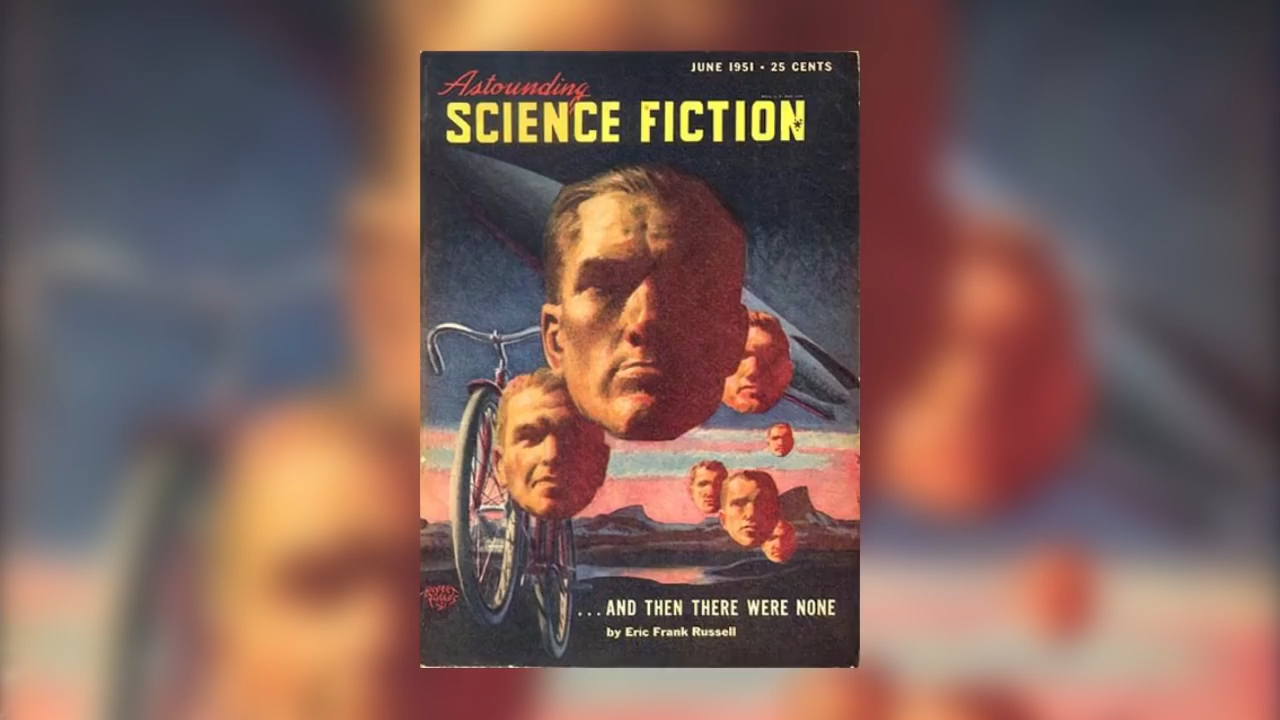 JUNE 1951 • 25 CENTS
Astounding
SCIENCE FICTION
...AND THEN THERE WERE NONE
by Eric Frank Russell